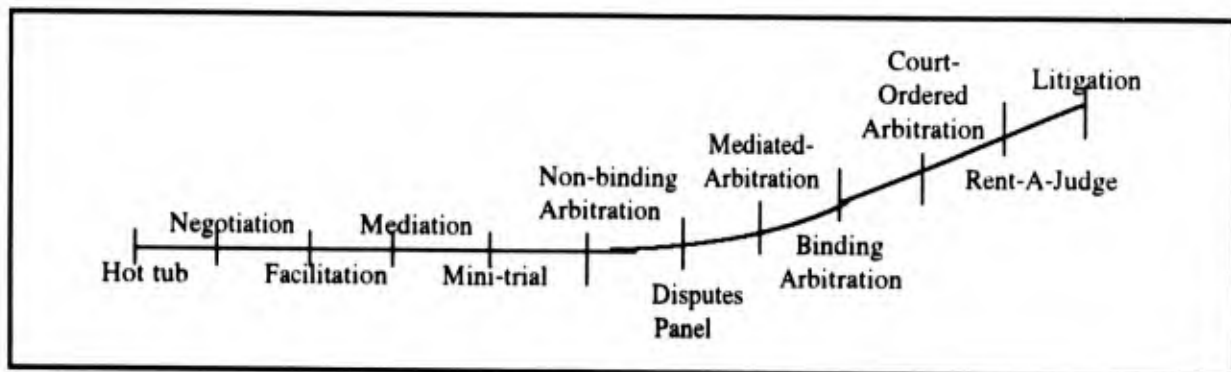 Hot tub
Negotiation
Facilitation
Mediation
Mini-trial
Non-binding
Arbitration
Disputes
Panel
Mediated-
Arbitration
Binding
Arbitration
Court-
Ordered
Arbitration
Rent-A-Judge
Litigation